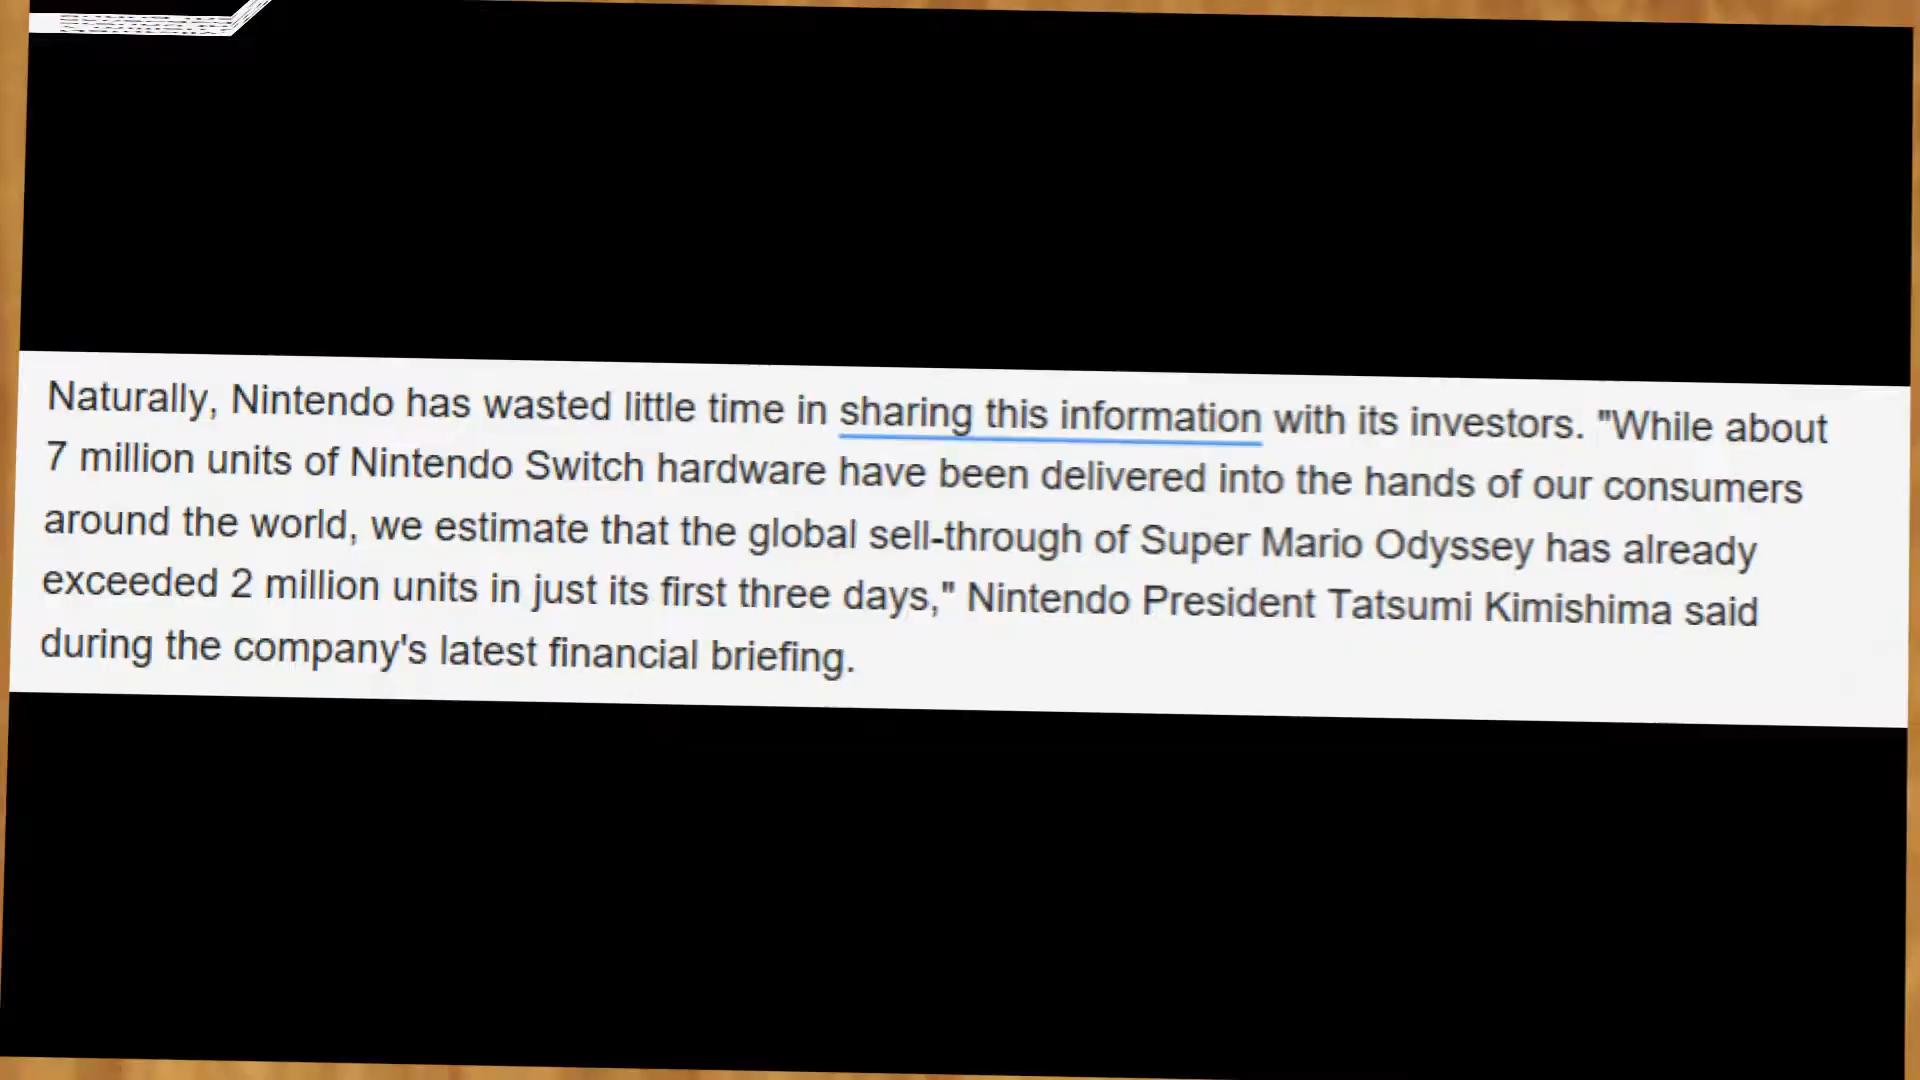 Naturally, Nintendo has wasted little time in sharing this information with its investors. "While about
7 million units of Nintendo Switch hardware have been delivered into the hands of our consumers
around the world, we estimate that the global sell-through of Super Mario Odyssey has already
exceeded 2 million units in just its first three days," Nintendo President Tatsumi Kimishima said
during the company's latest financial briefing.